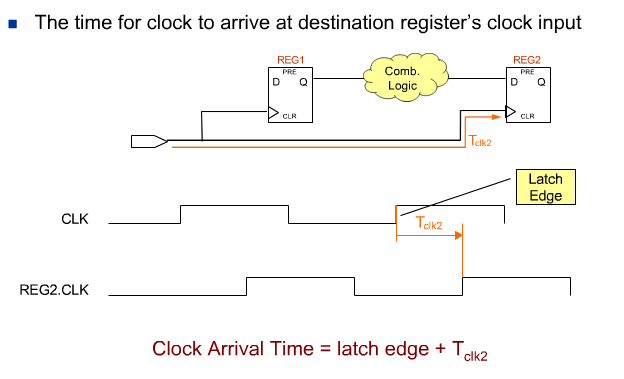 The time for clock to arrive at destination register's clock input
REG1
PRE
D Q
CLR
Comb.
Logic
REG2
PRE
D Q
CLR
Tclk2
Latch
Edge
CLK
Tclk2
REG2.CLK
Clock Arrival Time = latch edge + Tclk2